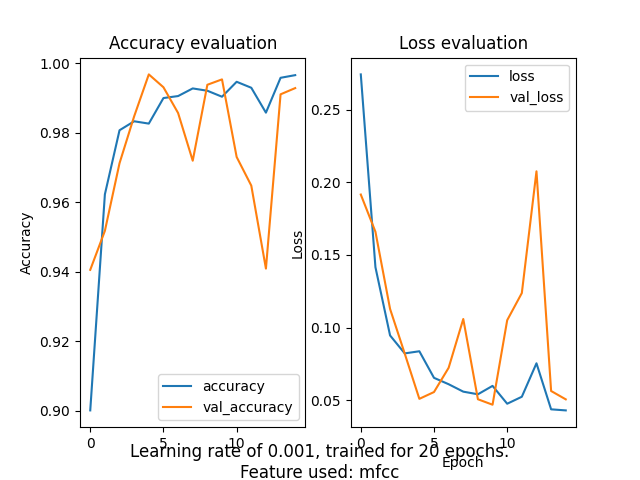 Accuracy evaluation
1.00
0.98
0.96
0.94
0.92
0.90
Accuracy
accuracy
val_accuracy
0
5
10
Loss evaluation
loss
val_loss
0.25
0.20
0.15
0.10
0.05
Loss
0
5
10
Epoch
Learning rate of 0.001, trained for 20 epochs.
Feature used: mfcc